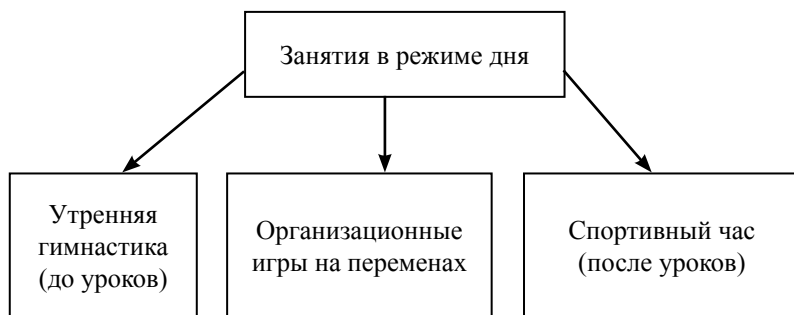 Занятия в режиме дня
Утренняя
гимнастика
(до уроков)
Организационные
игры на переменах
Спортивный час
(после уроков)